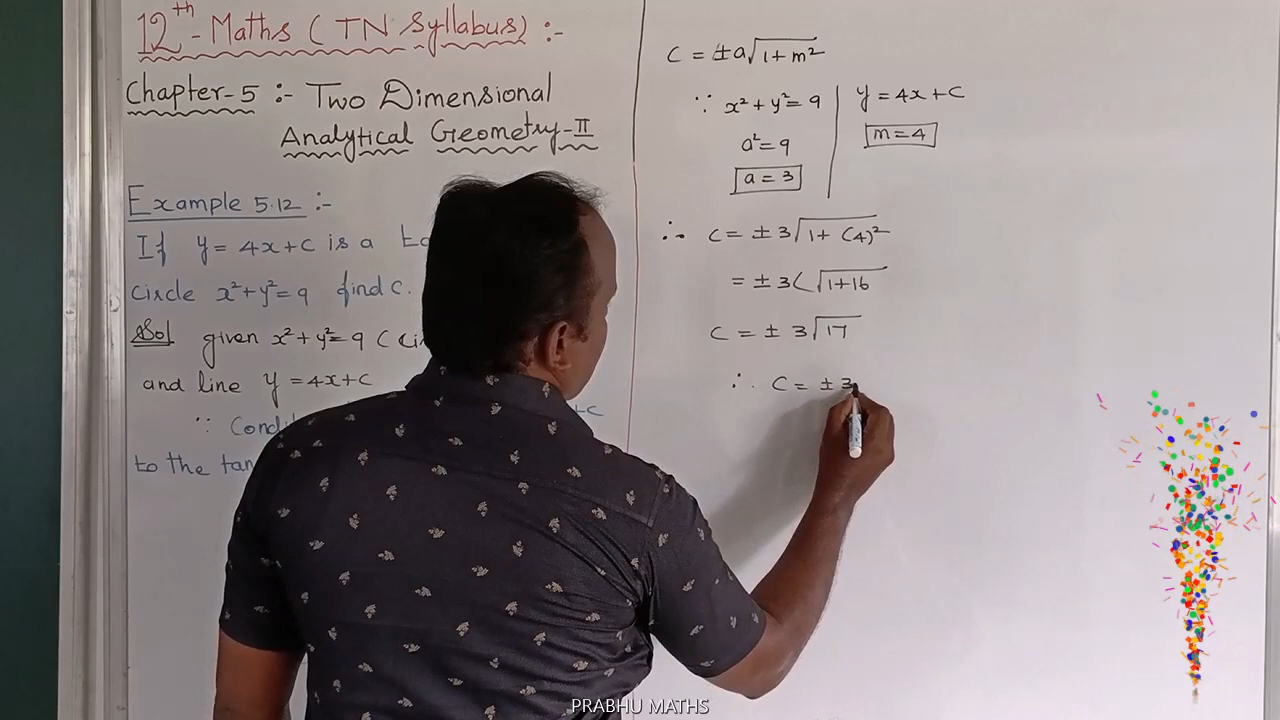 12th - Maths ( TN Syllabus) :-
Chapter-5 :- Two Dimensional
Analytical Geometry-II
Example 5.12 :-
If y = 4x+c is a
circle x²+y²=9 find c.
Sol given x²+y²=9 (
and line y = 4x+c
∵
to the
+c
c = ±a√1+m²
∵ x²+y²=9
a²=9
a = 3
y = 4x+c
m = 4
∴ c = ±3√1+(4)²
= ±3(√1+16
c = ±3√17
∴ c = ±3
PRABHU MATHS